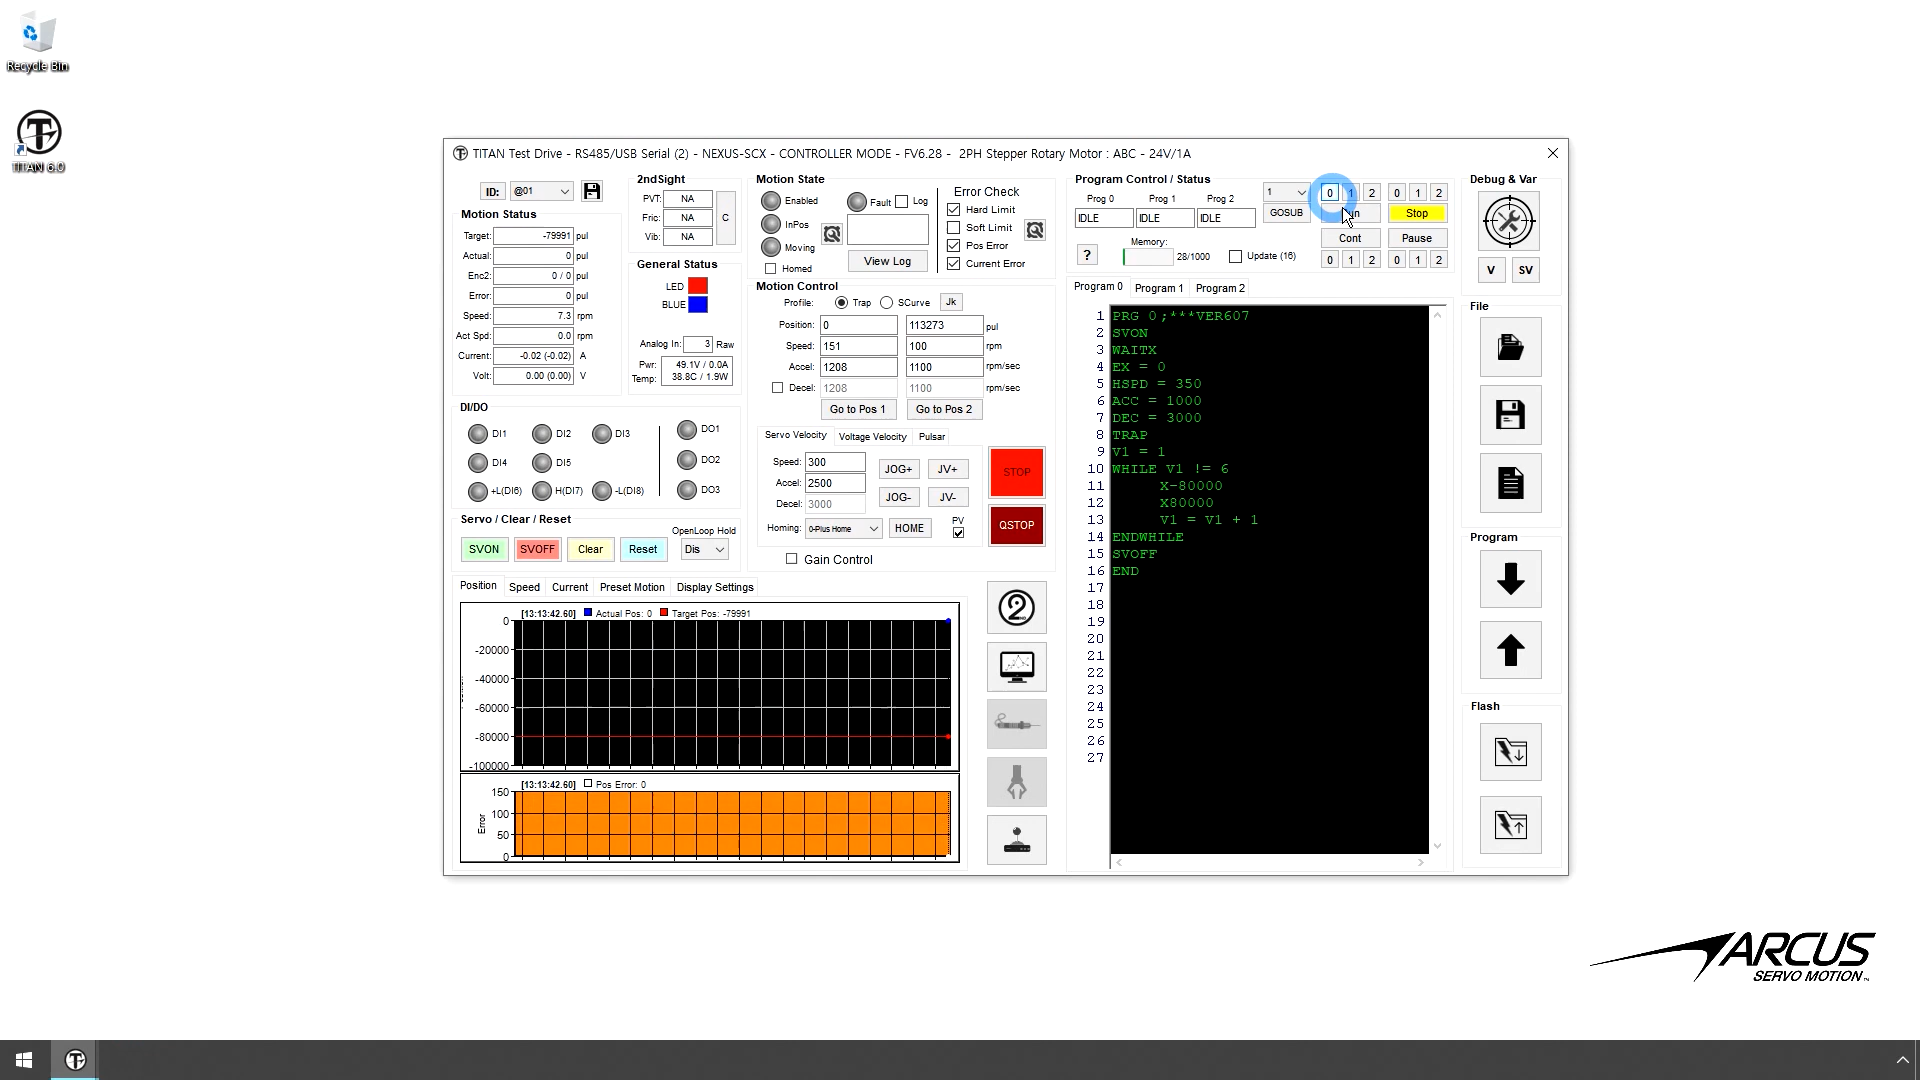 Recycle Bin
TITAN 6.0
TITAN Test Drive - RS485/USB Serial (2) - NEXUS-SCX - CONTROLLER MODE - FV6.28 - 2PH Stepper Rotary Motor : ABC - 24V/1A
ID: @01
Motion Status
Target: -79991 pul
Actual: 0 pul
Enc2: 0 / 0 pul
Error: 0 pul
Speed: 7.3 rpm
Act Spd: 0.0 rpm
Current: -0.02 (-0.02) A
Volt: 0.00 (0.00) V
2ndSight
PVT: NA
Fric: NA
Vib: NA
C
General Status
LED
BLUE
Analog In: 3 Raw
Pwr: 49.1V / 0.0A
Temp: 38.8C / 1.9W
DI/DO
DI1 DI2 DI3 DO1
DI4 DI5 DO2
+L(DI6) H(DI7) -L(DI8) DO3
Servo / Clear / Reset
OpenLoop Hold
SVON SVOFF Clear Reset Dis
Motion State
Enabled
InPos
Moving
Homed
Fault Log
View Log
Error Check
Hard Limit
Soft Limit
Pos Error
Current Error
Motion Control
Profile: Trap SCurve Jk
Position: 0 113273 pul
Speed: 151 100 rpm
Accel: 1208 1100 rpm/sec
Decel: 1208 1100 rpm/sec
Go to Pos 1 Go to Pos 2
Servo Velocity Voltage Velocity Pulsar
Speed: 300
Accel: 2500
Decel: 3000
JOG+ JV+
JOG- JV-
Homing: 0-Plus Home HOME PV
STOP
QSTOP
Gain Control
Position Speed Current Preset Motion Display Settings
[13:13:42.60] Actual Pos: 0 Target Pos: -79991
0
-20000
-40000
-60000
-80000
-100000
[13:13:42.60] Pos Error: 0
Error
150
100
50
0
2
Program Control / Status
Prog 0 Prog 1 Prog 2
IDLE IDLE IDLE
1
GOSUB
0 1 2 0 1 2
Stop
Cont Pause
0 1 2 0 1 2
?
Memory:
28/1000
Update (16)
Program 0 Program 1 Program 2
1 PRG 0;***VER607
2 SVON
3 WAITX
4 EX = 0
5 HSPD = 350
6 ACC = 1000
7 DEC = 3000
8 TRAP
9 V1 = 1
10 WHILE V1 != 6
11 X-80000
12 X80000
13 V1 = V1 + 1
14 ENDWHILE
15 SVOFF
16 END
17
18
19
20
21
22
23
24
25
26
27
Debug & Var
V SV
File
Program
Flash
ARCUS
SERVO MOTION™